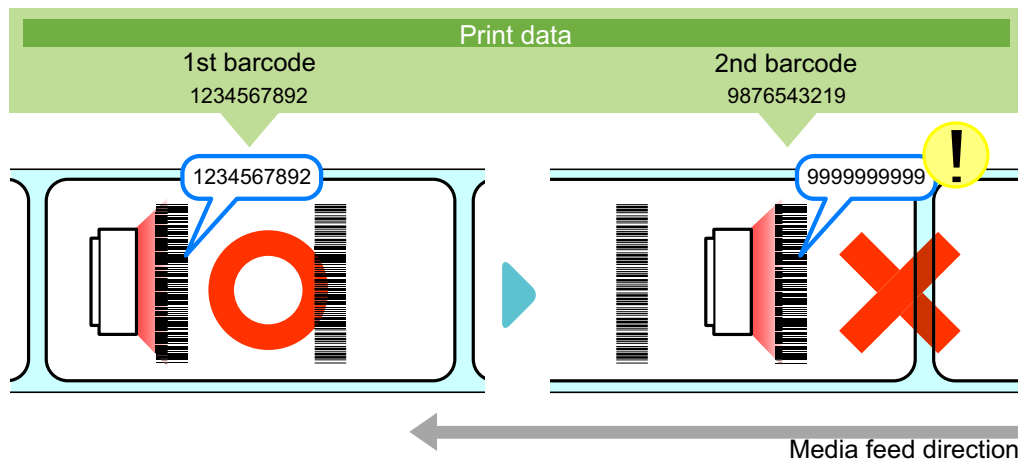 Print data
1st barcode
1234567892
2nd barcode
9876543219
1234567892
9999999999
!
Media feed direction